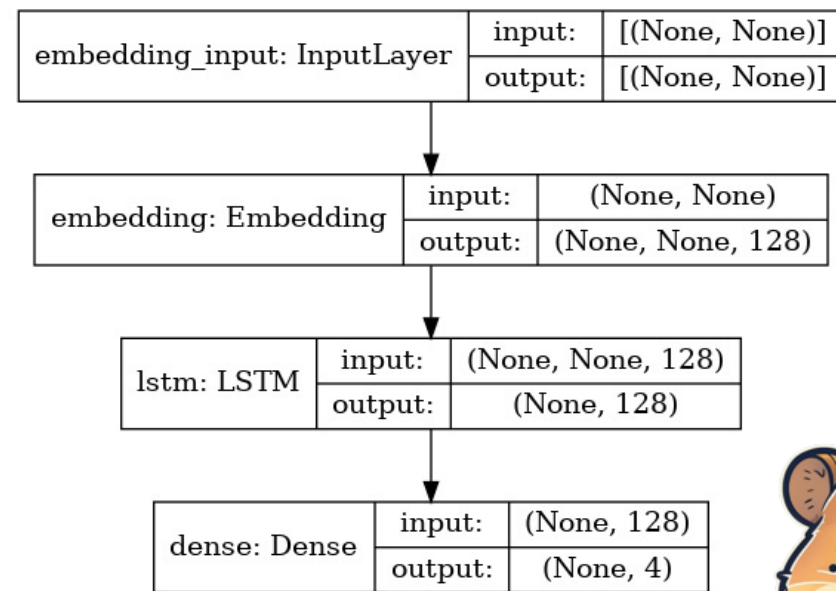 embedding_input: InputLayer
input: [(None, None)]
output: [(None, None)]
embedding: Embedding
input: (None, None)
output: (None, None, 128)
lstm: LSTM
input: (None, None, 128)
output: (None, 128)
dense: Dense
input: (None, 128)
output: (None, 4)